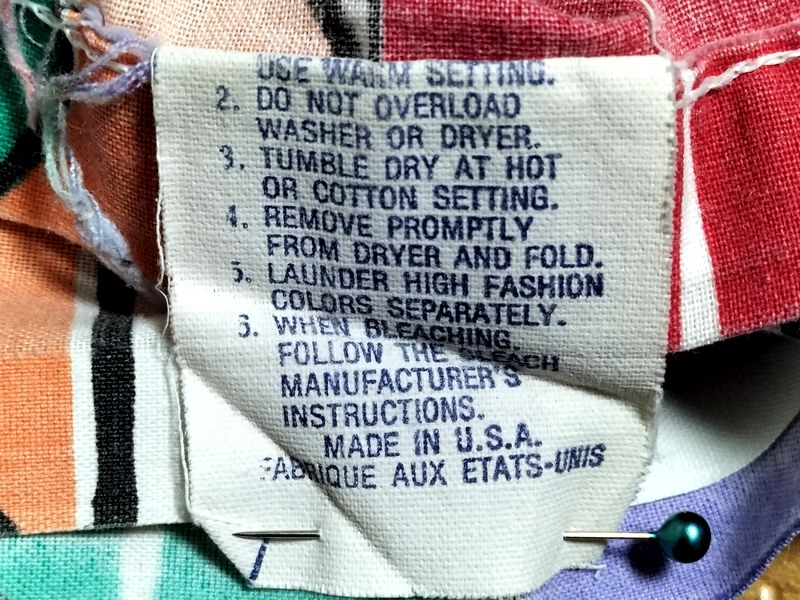 USE WARM SETTING.
2. DO NOT OVERLOAD
WASHER OR DRYER.
3. TUMBLE DRY AT HOT
OR COTTON SETTING.
4. REMOVE PROMPTLY
FROM DRYER AND FOLD.
5. LAUNDER HIGH FASHION
COLORS SEPARATELY.
6. WHEN BLEACHING.
FOLLOW THE BLEACH
MANUFACTURER'S
INSTRUCTIONS.
MADE IN U.S.A.
FABRIQUE AUX ETATS-UNIS